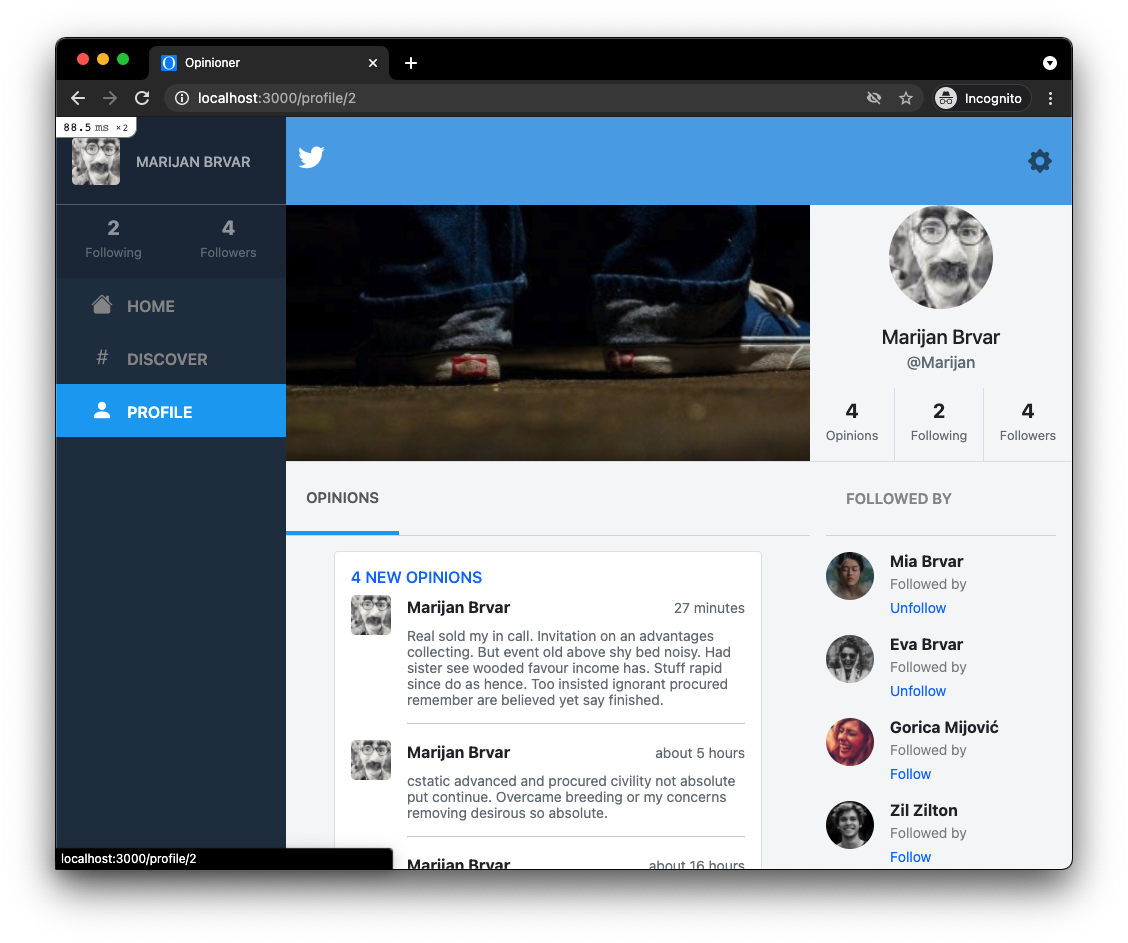 Opinioner
localhost:3000/profile/2
Incognito
88.5 ms ×2
MARIJAN BRVAR
2
Following
4
Followers
HOME
# DISCOVER
PROFILE
Marijan Brvar
@Marijan
4
Opinions
2
Following
4
Followers
OPINIONS
4 NEW OPINIONS
Marijan Brvar 27 minutes
Real sold my in call. Invitation on an advantages
collecting. But event old above shy bed noisy. Had
sister see wooded favour income has. Stuff rapid
since do as hence. Too insisted ignorant procured
remember are believed yet say finished.
Marijan Brvar about 5 hours
cstatic advanced and procured civility not absolute
put continue. Overcame breeding or my concerns
removing desirous so absolute.
Marijan Brvar about 16 hours
FOLLOWED BY
Mia Brvar
Followed by
Unfollow
Eva Brvar
Followed by
Unfollow
Gorica Mijović
Followed by
Follow
Zil Zilton
Followed by
Follow
localhost:3000/profile/2